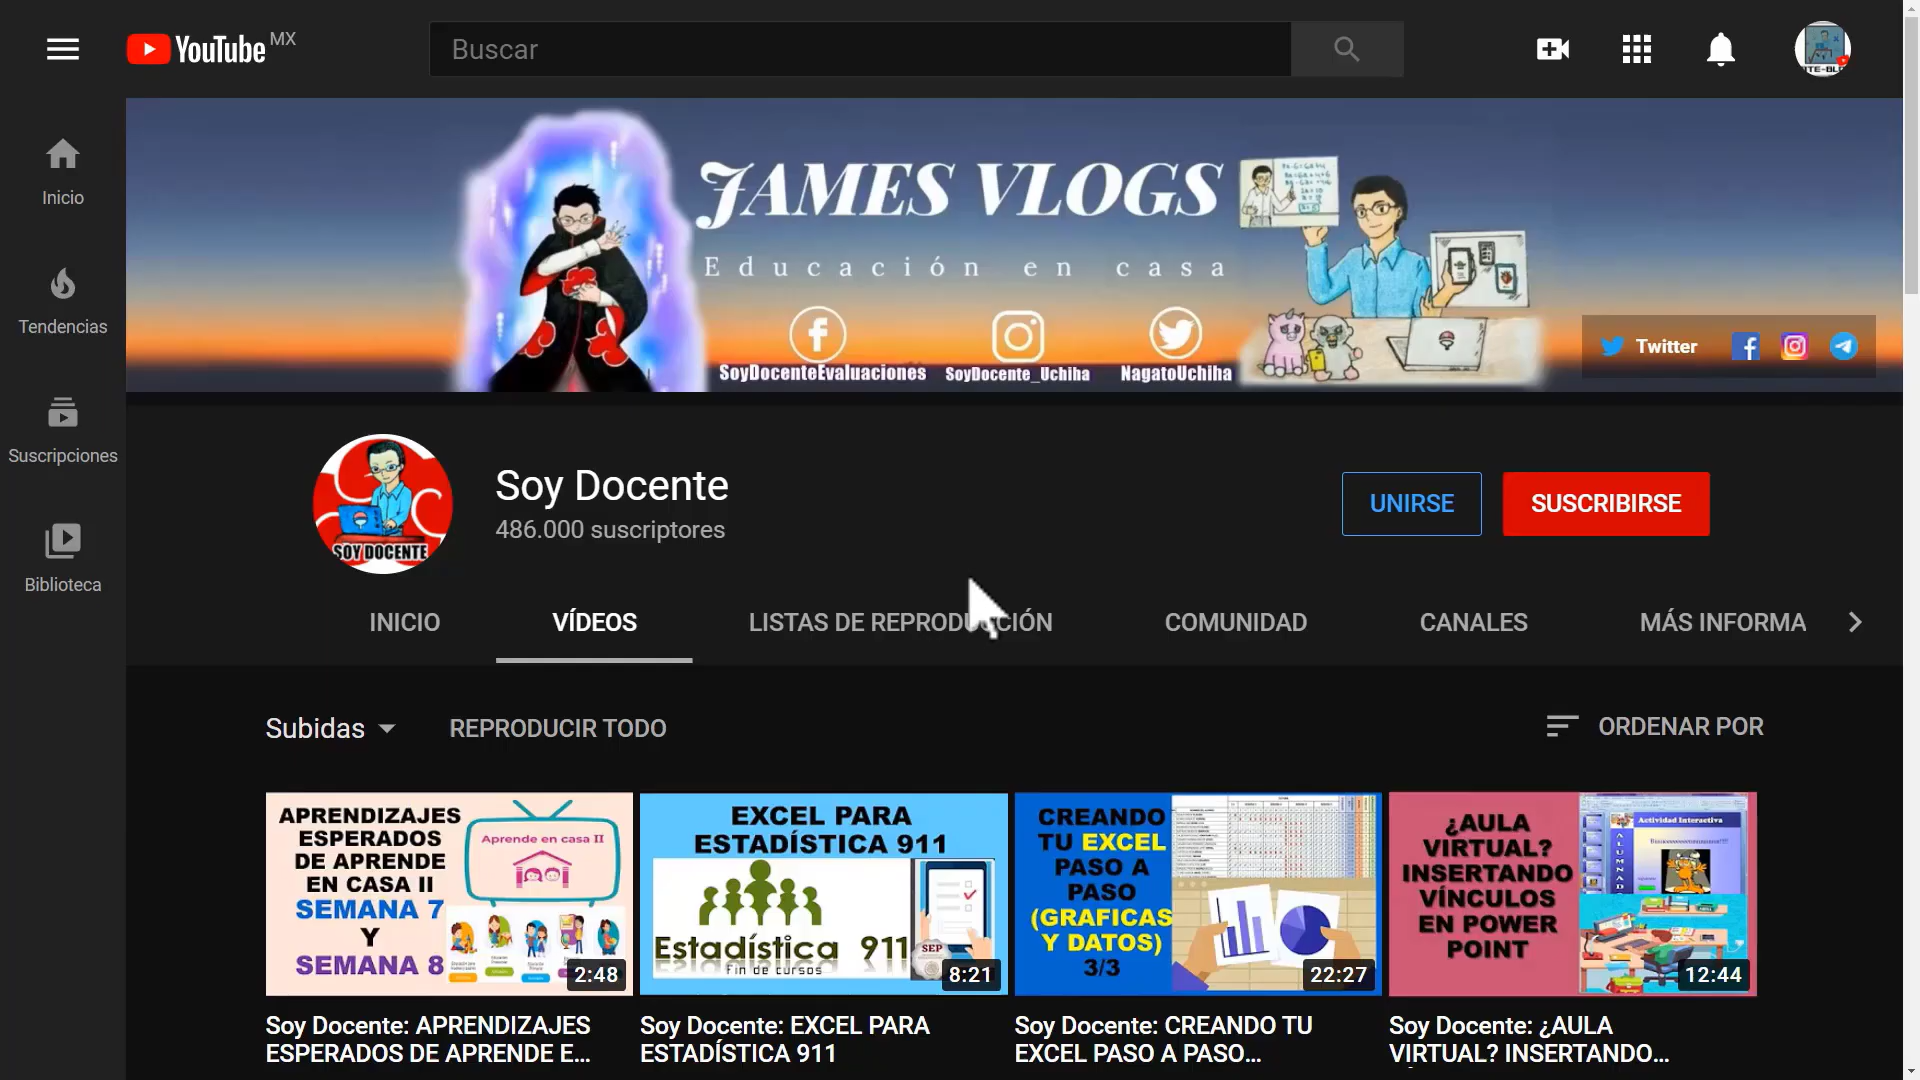 YouTube MX
Buscar
Inicio
Tendencias
Suscripciones
Biblioteca
JAMES VLOGS
Educación en casa
SoyDocenteEvaluaciones
SoyDocente_Uchiha
NagatoUchiha
Twitter
SOY DOCENTE
Soy Docente
486.000 suscriptores
UNIRSE
SUSCRIBIRSE
INICIO
VÍDEOS
LISTAS DE REPRODUCCIÓN
COMUNIDAD
CANALES
MÁS INFORMA
Subidas
REPRODUCIR TODO
ORDENAR POR
APRENDIZAJES
ESPERADOS
DE APRENDE
EN CASA II
SEMANA 7
Y
SEMANA 8
Aprende en casa II
2:48
EXCEL PARA
ESTADÍSTICA 911
Estadística 911
fin de cursos
SEP
8:21
CREANDO
TU EXCEL
PASO A
PASO
(GRAFICAS
Y DATOS)
3/3
22:27
¿AULA
VIRTUAL?
INSERTANDO
VÍNCULOS
EN POWER
POINT
Actividad Interactiva
12:44
Soy Docente: APRENDIZAJES
ESPERADOS DE APRENDE E...
Soy Docente: EXCEL PARA
ESTADÍSTICA 911
Soy Docente: CREANDO TU
EXCEL PASO A PASO...
Soy Docente: ¿AULA
VIRTUAL? INSERTANDO...